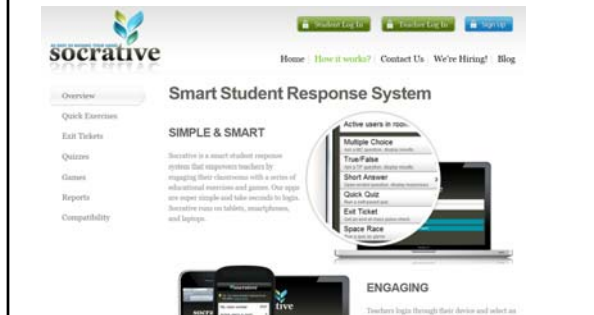 Student Log In
Teacher Log In
Sign Up
socrative
Home
How it works?
Contact Us
We're Hiring!
Blog
Overview
Quick Exercises
Exit Tickets
Quizzes
Games
Reports
Compatibility
Smart Student Response System
SIMPLE & SMART
Socrative is a smart student response
system that empowers teachers by
engaging their classrooms with a series of
educational exercises and games. Our apps
are super simple and take seconds to login.
Socrative runs on tablets, smartphones,
and laptops.
Active users in room
Multiple Choice
True/False
Short Answer
Quick Quiz
Exit Ticket
Space Race
ENGAGING
Teachers login through their device and select an